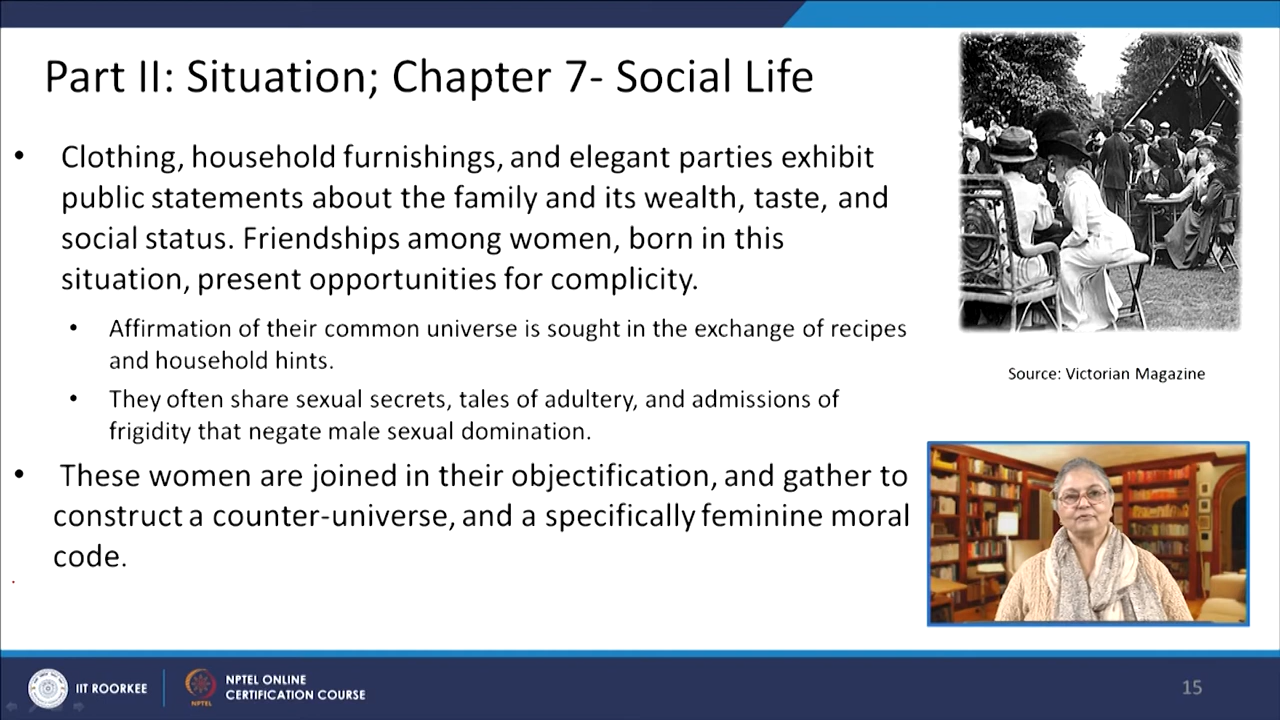 Part II: Situation; Chapter 7- Social Life
• Clothing, household furnishings, and elegant parties exhibit
public statements about the family and its wealth, taste, and
social status. Friendships among women, born in this
situation, present opportunities for complicity.
• Affirmation of their common universe is sought in the exchange of recipes
and household hints.
• They often share sexual secrets, tales of adultery, and admissions of
frigidity that negate male sexual domination.
• These women are joined in their objectification, and gather to
construct a counter-universe, and a specifically feminine moral
code.
Source: Victorian Magazine
IIT ROORKEE
NPTEL
NPTEL ONLINE
CERTIFICATION COURSE
15